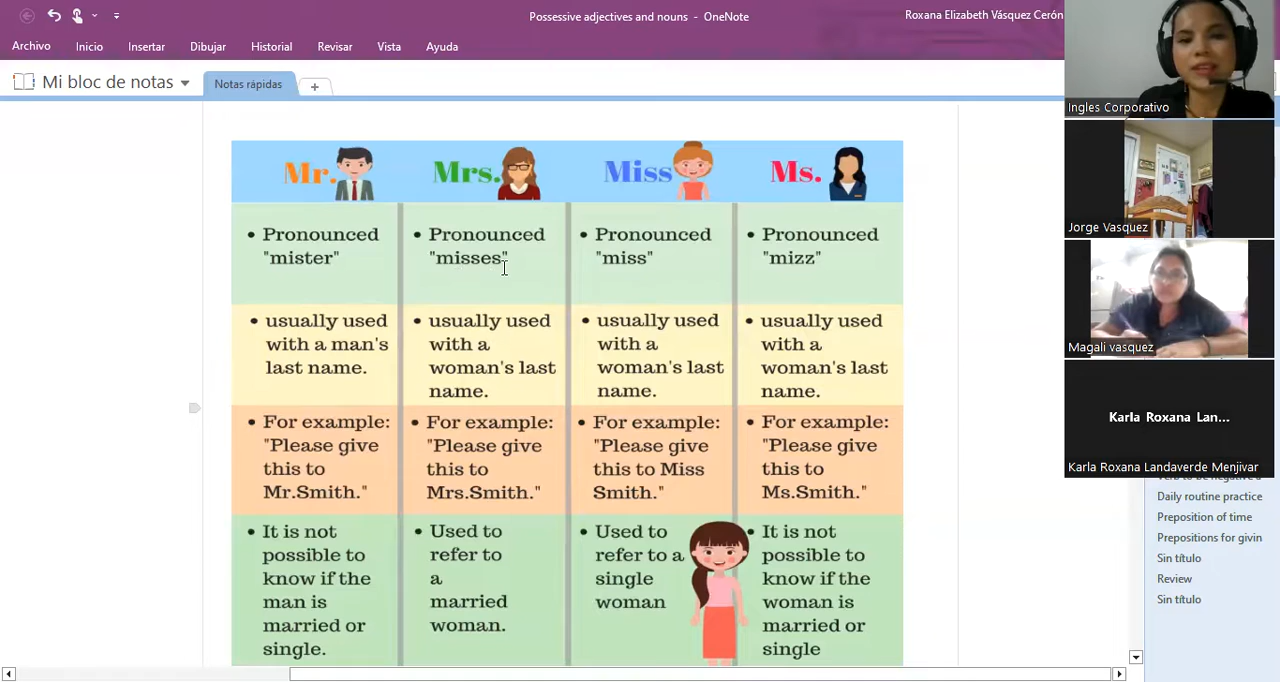 Possessive adjectives and nouns - OneNote
Roxana Elizabeth Vásquez Cerón
Archivo Inicio Insertar Dibujar Historial Revisar Vista Ayuda
Mi bloc de notas
Notas rápidas
+
Mr. Mrs. Miss Ms.
• Pronounced
"mister"
• Pronounced
"misses"
• Pronounced
"miss"
• Pronounced
"mizz"
• usually used
with a man's
last name.
• usually used
with a
woman's last
name.
• usually used
with a
woman's last
name.
• usually used
with a
woman's last
name.
• For example:
"Please give
this to
Mr.Smith."
• For example:
"Please give
this to
Mrs.Smith."
• For example:
"Please give
this to Miss
Smith."
• For example:
"Please give
this to
Ms.Smith."
• It is not
possible to
know if the
man is
married or
single.
• Used to
refer to
a
married
woman.
• Used to
refer to a
single
woman
• It is not
possible to
know if the
woman is
married or
single
Ingles Corporativo
Jorge Vasquez
Magali vasquez
Karla Roxana Lan...
Karla Roxana Landaverde Menjivar
Daily routine practice
Preposition of time
Prepositions for givin
Sin título
Review
Sin título